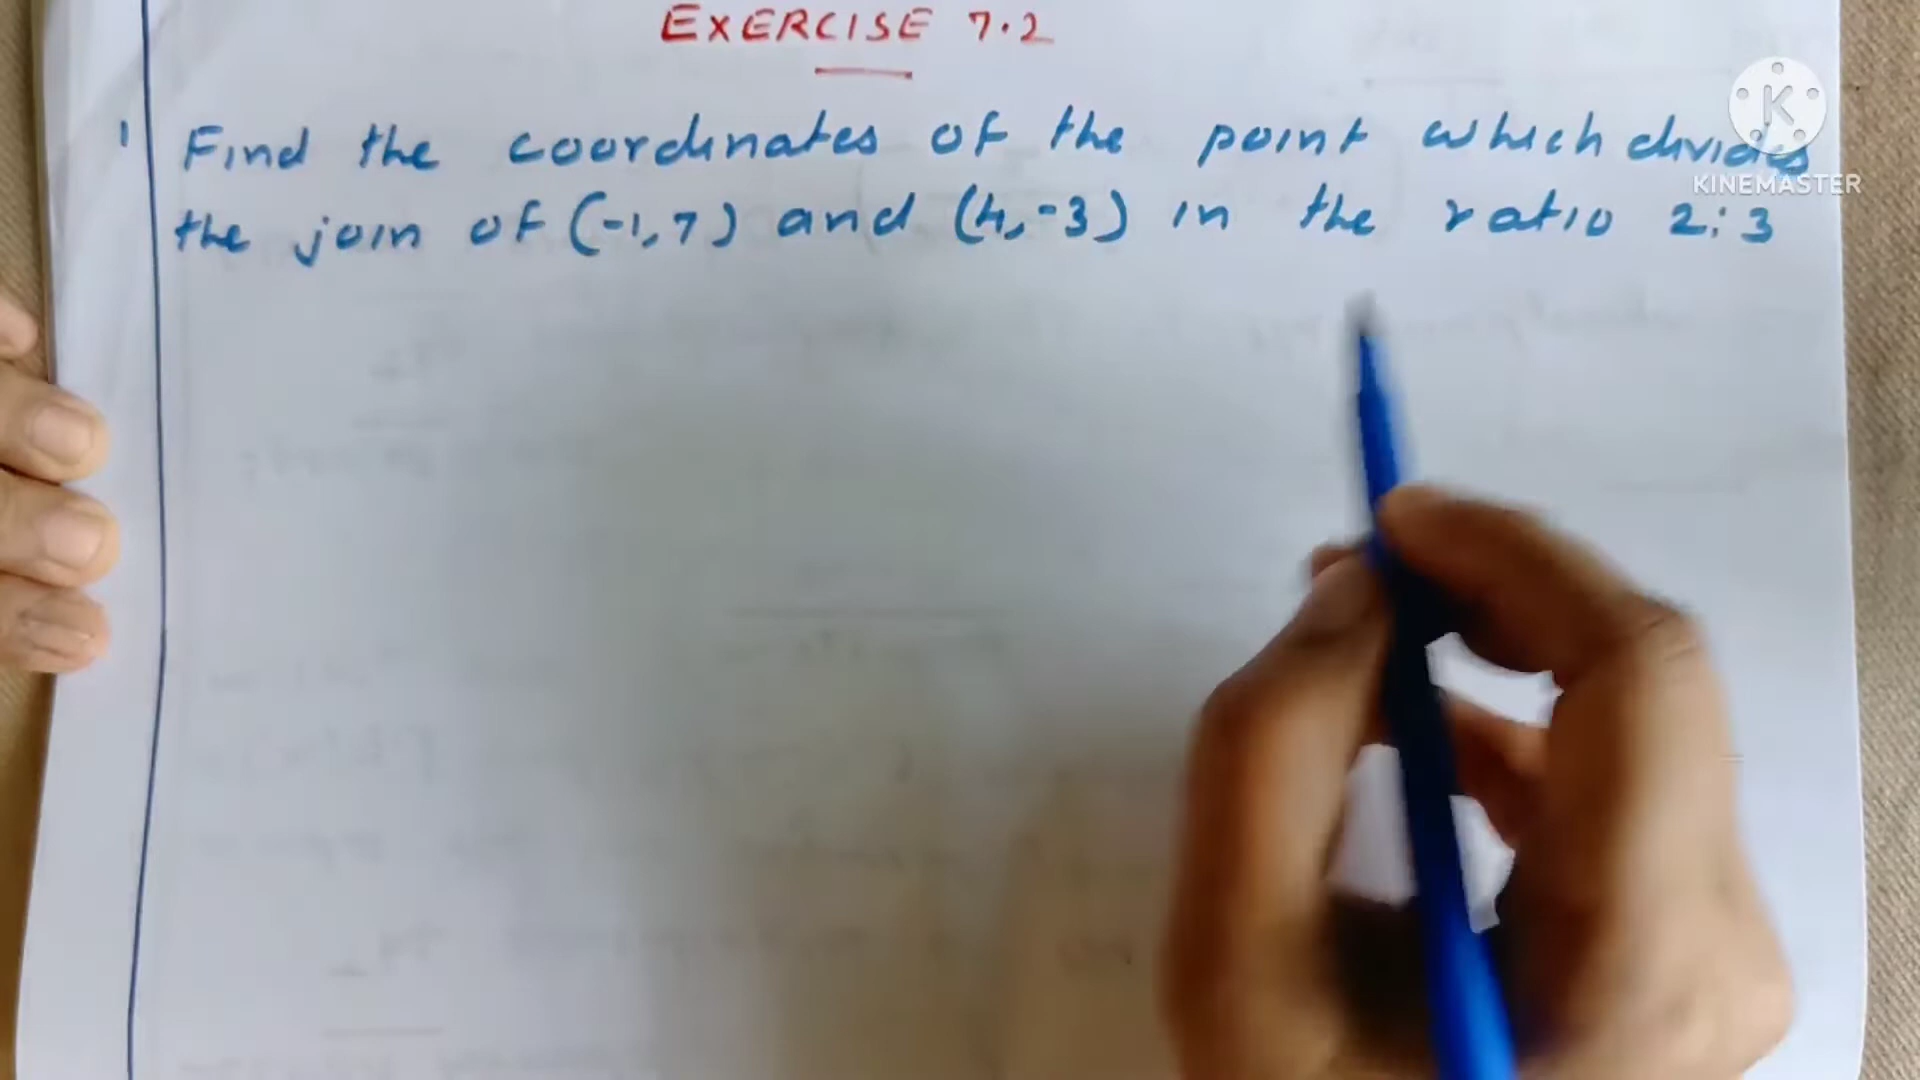 EXERCISE 7.2
1 Find the coordinates of the point which divides
the join of (-1,7) and (4,-3) in the ratio 2:3
K
KINEMASTER